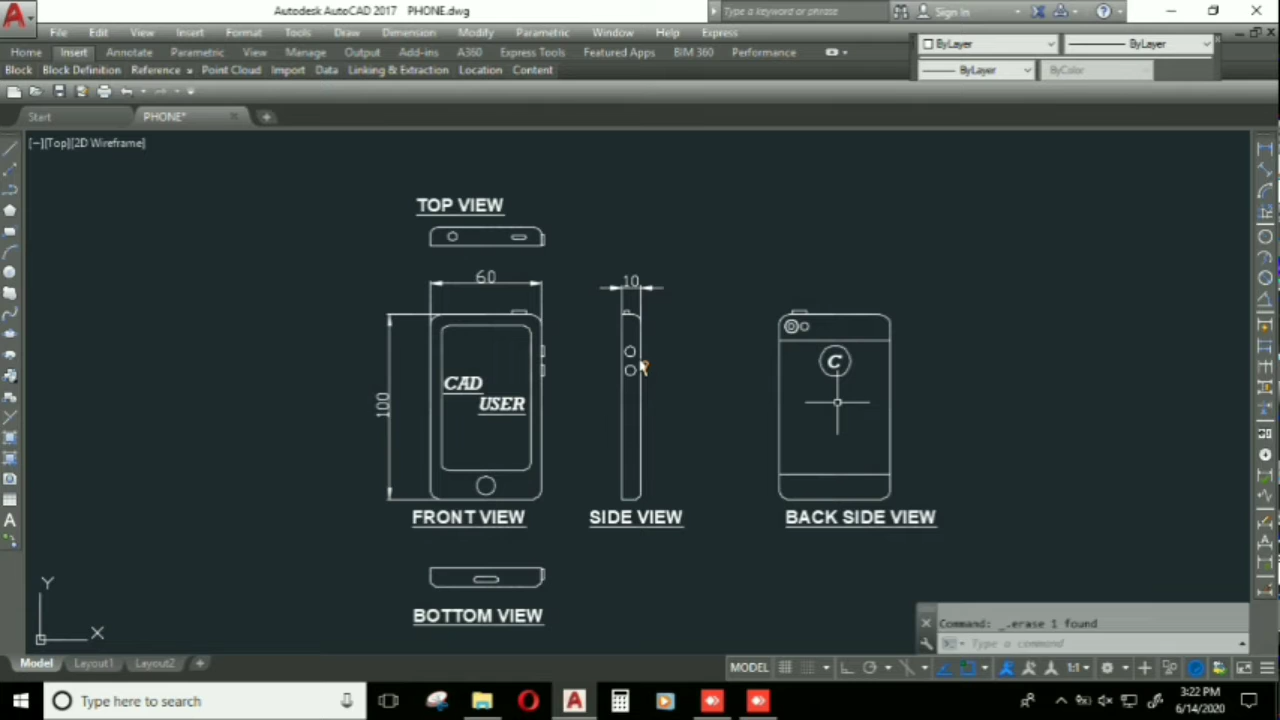 Autodesk AutoCAD 2017 PHONE.dwg
Type a keyword or phrase
Sign In
File Edit View Insert Format Tools Draw Dimension Modify Parametric Window Help Express
Home Insert Annotate Parametric View Manage Output Add-ins A360 Express Tools Featured Apps BIM 360 Performance
ByLayer
ByLayer
Block Block Definition Reference » Point Cloud Import Data Linking & Extraction Location Content
ByLayer
ByColor
Start
PHONE*
[−][Top][2D Wireframe]
TOP VIEW
60
10
C
CAD
USER
100
FRONT VIEW
SIDE VIEW
BACK SIDE VIEW
BOTTOM VIEW
Y
X
A
Command: _.erase 1 found
Type a command
Model Layout1 Layout2
MODEL
1:1
Type here to search
3:22 PM
6/14/2020